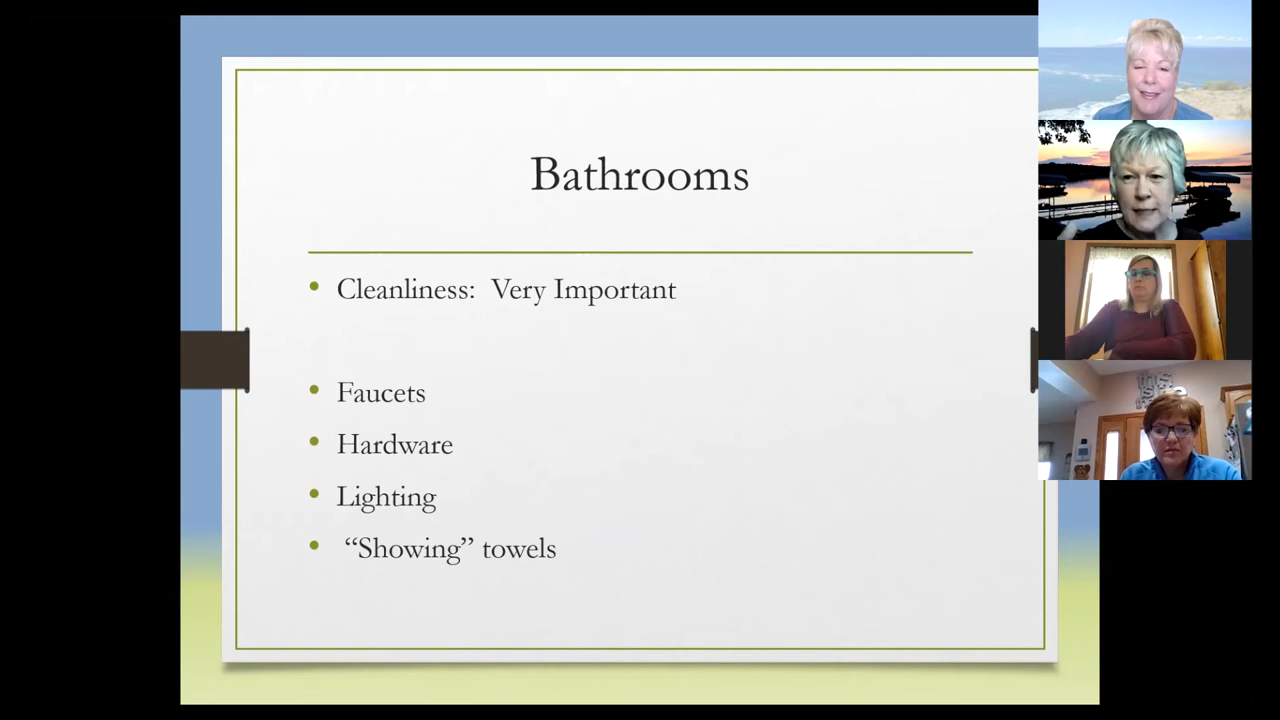 Bathrooms
• Cleanliness:  Very Important
• Faucets
• Hardware
• Lighting
• “Showing” towels